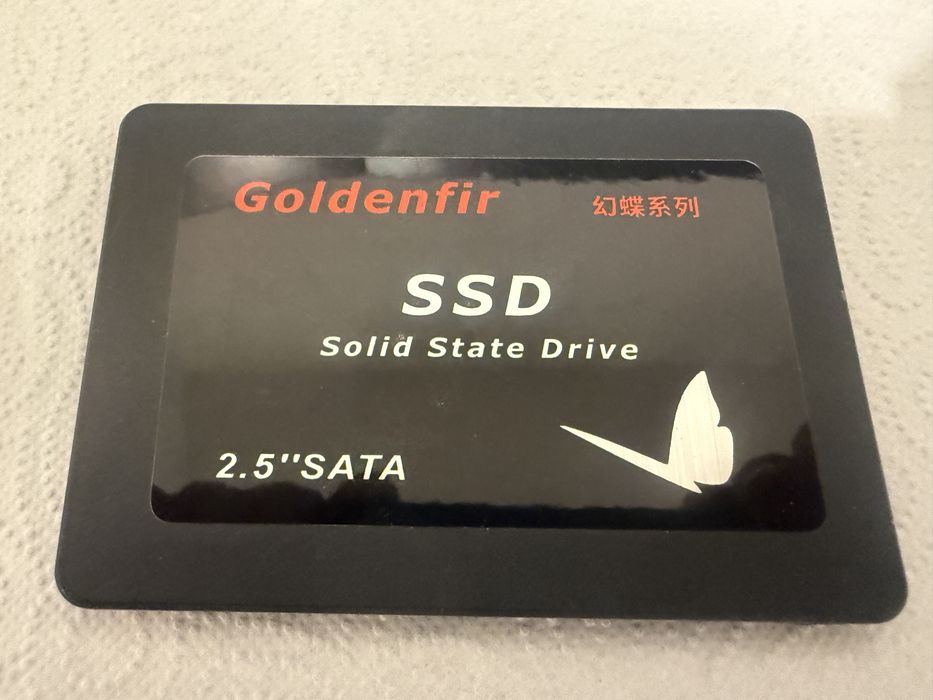 Goldenfir
幻蝶系列
SSD
Solid State Drive
2.5''SATA